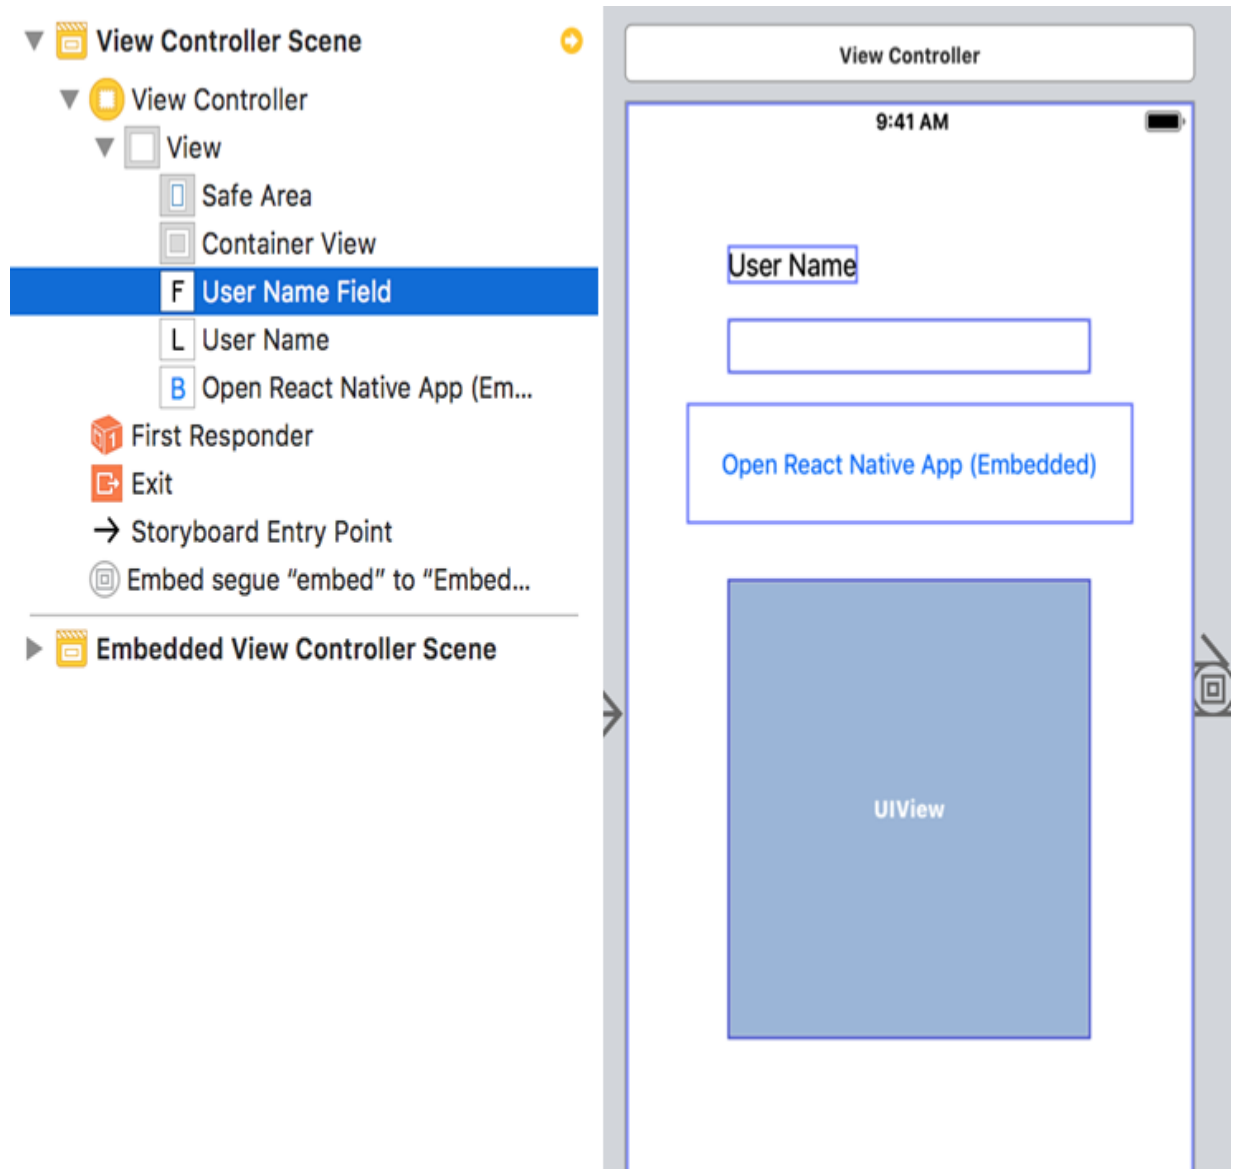 View Controller Scene
View Controller
View
Safe Area
Container View
F User Name Field
L User Name
B Open React Native App (Em...
First Responder
Exit
Storyboard Entry Point
Embed segue “embed” to “Embed...
Embedded View Controller Scene
View Controller
9:41 AM
User Name
Open React Native App (Embedded)
UIView